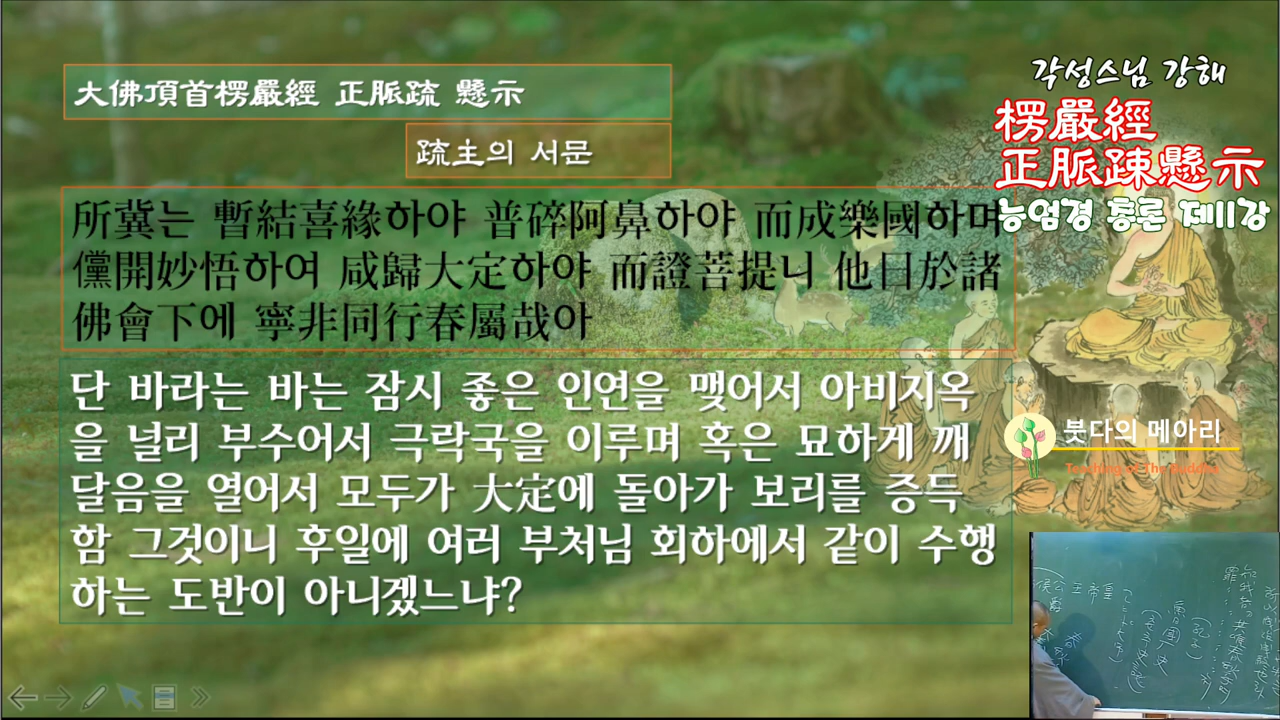 大佛頂首楞嚴經 正脈疏 懸示
疏主의 서문
所冀는 暫結喜緣하야 普碎阿鼻하야 而成樂國하며
儻開妙悟하여 咸歸大定하야 而證菩提니 他日於諸
佛會下에 寧非同行春屬哉아
단 바라는 바는 잠시 좋은 인연을 맺어서 아비지옥
을 널리 부수어서 극락국을 이루며 혹은 묘하게 깨
달음을 열어서 모두가 大定에 돌아가 보리를 증득
함 그것이니 후일에 여러 부처님 회하에서 같이 수행
하는 도반이 아니겠느냐?
각성스님 강해
楞嚴經
正脈疎懸示
능엄경 총론 제11강
붓다의 메아리
Teaching of The Buddha